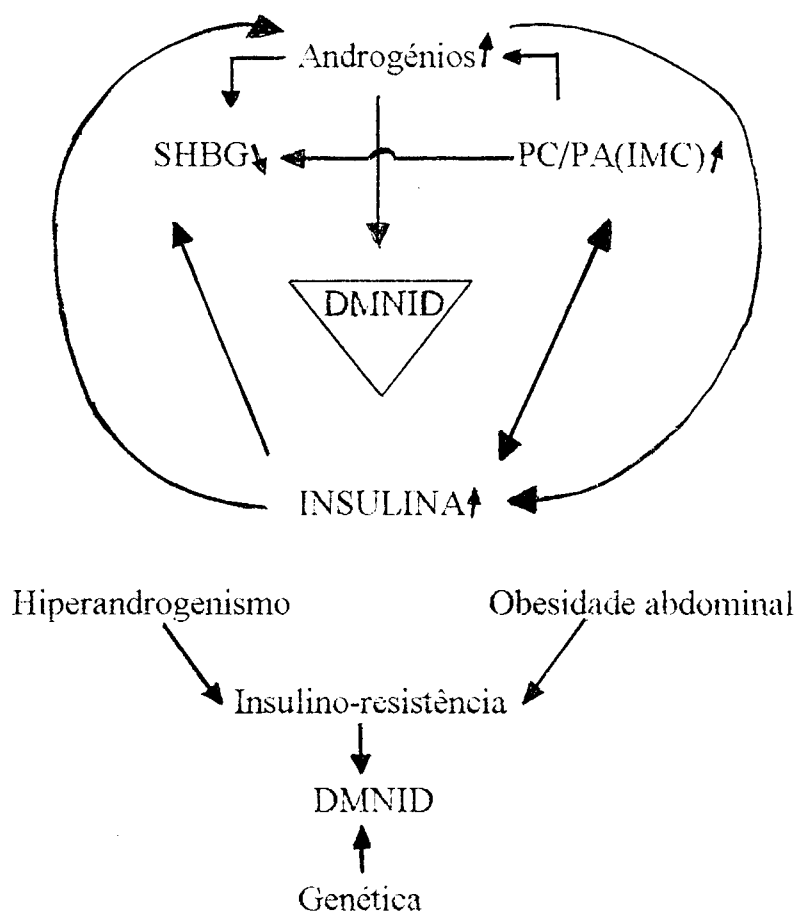 Androgénios
SHBG PC/PA(IMC)
DMNID
INSULINA
Hiperandrogenismo Obesidade abdominal
Insulino-resistência
DMNID
Genética